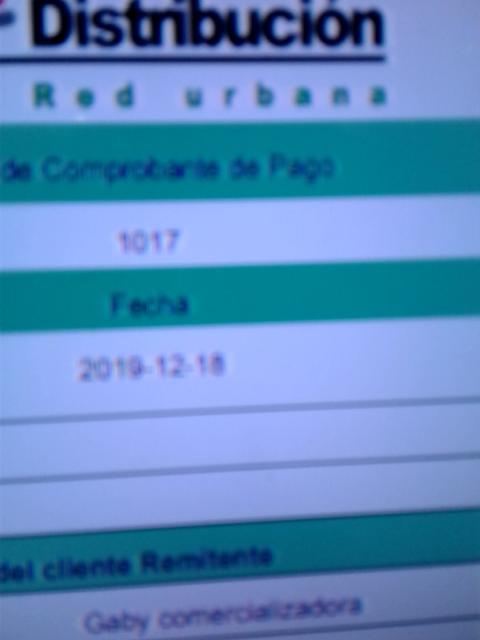 Distribución
Red urbana
de Comprobante de Pago
1017
Fecha
2019-12-18
del cliente Remitente
Gaby comercializadora